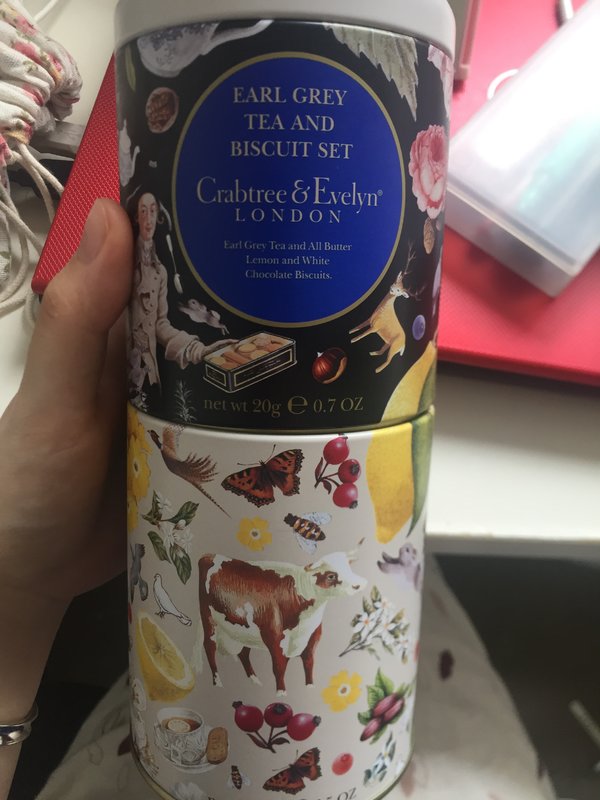 EARL GREY
TEA AND
BISCUIT SET
Crabtree & Evelyn®
LONDON
Earl Grey Tea and All Butter
Lemon and White
Chocolate Biscuits.
net wt 20g ℮ 0.7 OZ